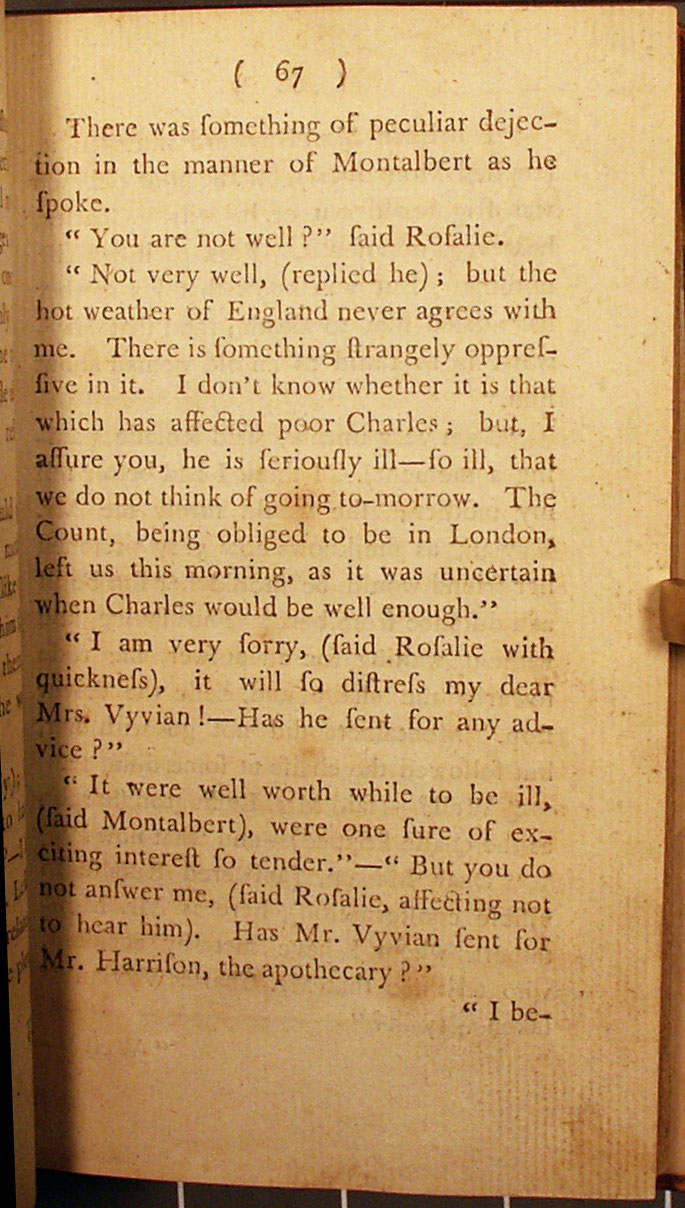 ( 67 )
There was ſomething of peculiar dejec-
tion in the manner of Montalbert as he
ſpoke.
“ You are not well ?” ſaid Roſalie.
“ Not very well, (replied he) ; but the
hot weather of England never agrees with
me. There is ſomething ſtrangely oppreſ-
ſive in it. I don’t know whether it is that
which has affected poor Charles ; but, I
aſſure you, he is ſeriouſly ill—ſo ill, that
we do not think of going to-morrow. The
Count, being obliged to be in London,
left us this morning, as it was uncertain
when Charles would be well enough.”
“ I am very ſorry, (ſaid Roſalie with
quickneſs), it will ſo diſtreſs my dear
Mrs. Vyvian !—Has he ſent for any ad-
vice ?”
“ It were well worth while to be ill,
(ſaid Montalbert), were one ſure of ex-
citing intereſt ſo tender.”—“ But you do
not anſwer me, (ſaid Roſalie, affecting not
to hear him). Has Mr. Vyvian ſent for
Mr. Harriſon, the apothecary ?”
“ I be-